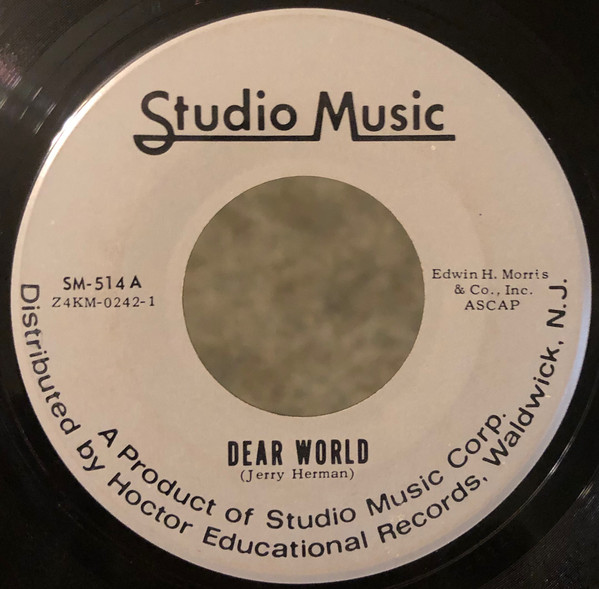 Studio Music
SM-514 A
Z4KM-0242-1
Edwin H. Morris
& Co., Inc.
ASCAP
DEAR WORLD
(Jerry Herman)
A Product of Studio Music Corp.
Distributed by Hoctor Educational Records, Waldwick, N.J.